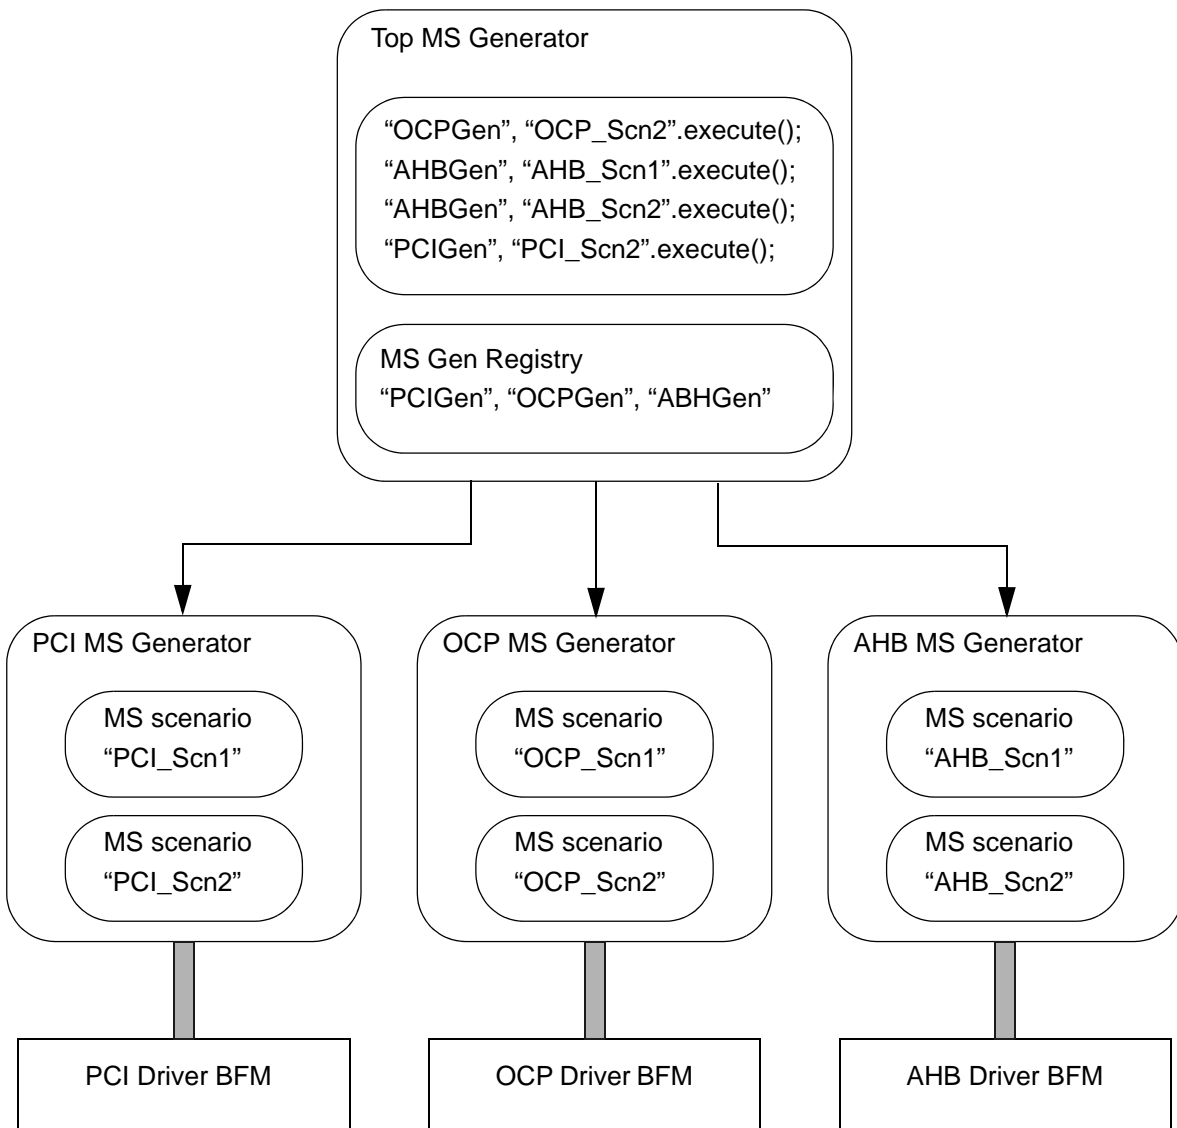 Top MS Generator
“OCPGen”, “OCP_Scn2”.execute();
“AHBGen”, “AHB_Scn1”.execute();
“AHBGen”, “AHB_Scn2”.execute();
“PCIGen”, “PCI_Scn2”.execute();
MS Gen Registry
“PCIGen”, “OCPGen”, “ABHGen”
PCI MS Generator
MS scenario
“PCI_Scn1”
MS scenario
“PCI_Scn2”
OCP MS Generator
MS scenario
“OCP_Scn1”
MS scenario
“OCP_Scn2”
AHB MS Generator
MS scenario
“AHB_Scn1”
MS scenario
“AHB_Scn2”
PCI Driver BFM
OCP Driver BFM
AHB Driver BFM